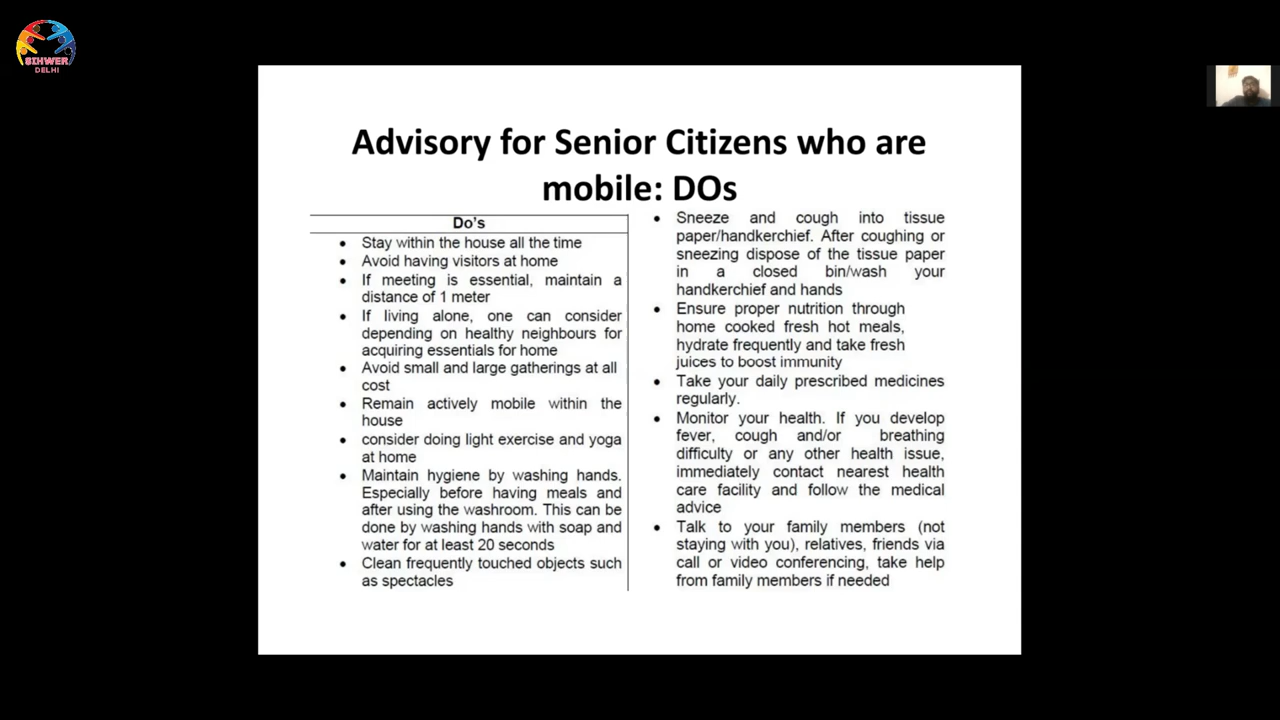 SIHWER
DELHI
Advisory for Senior Citizens who are
mobile: DOs
Do's
• Stay within the house all the time
• Avoid having visitors at home
• If meeting is essential, maintain a
distance of 1 meter
• If living alone, one can consider
depending on healthy neighbours for
acquiring essentials for home
• Avoid small and large gatherings at all
cost
• Remain actively mobile within the
house
• consider doing light exercise and yoga
at home
• Maintain hygiene by washing hands.
Especially before having meals and
after using the washroom. This can be
done by washing hands with soap and
water for at least 20 seconds
• Clean frequently touched objects such
as spectacles
• Sneeze and cough into tissue
paper/handkerchief. After coughing or
sneezing dispose of the tissue paper
in a closed bin/wash your
handkerchief and hands
• Ensure proper nutrition through
home cooked fresh hot meals,
hydrate frequently and take fresh
juices to boost immunity
• Take your daily prescribed medicines
regularly.
• Monitor your health. If you develop
fever, cough and/or breathing
difficulty or any other health issue,
immediately contact nearest health
care facility and follow the medical
advice
• Talk to your family members (not
staying with you), relatives, friends via
call or video conferencing, take help
from family members if needed